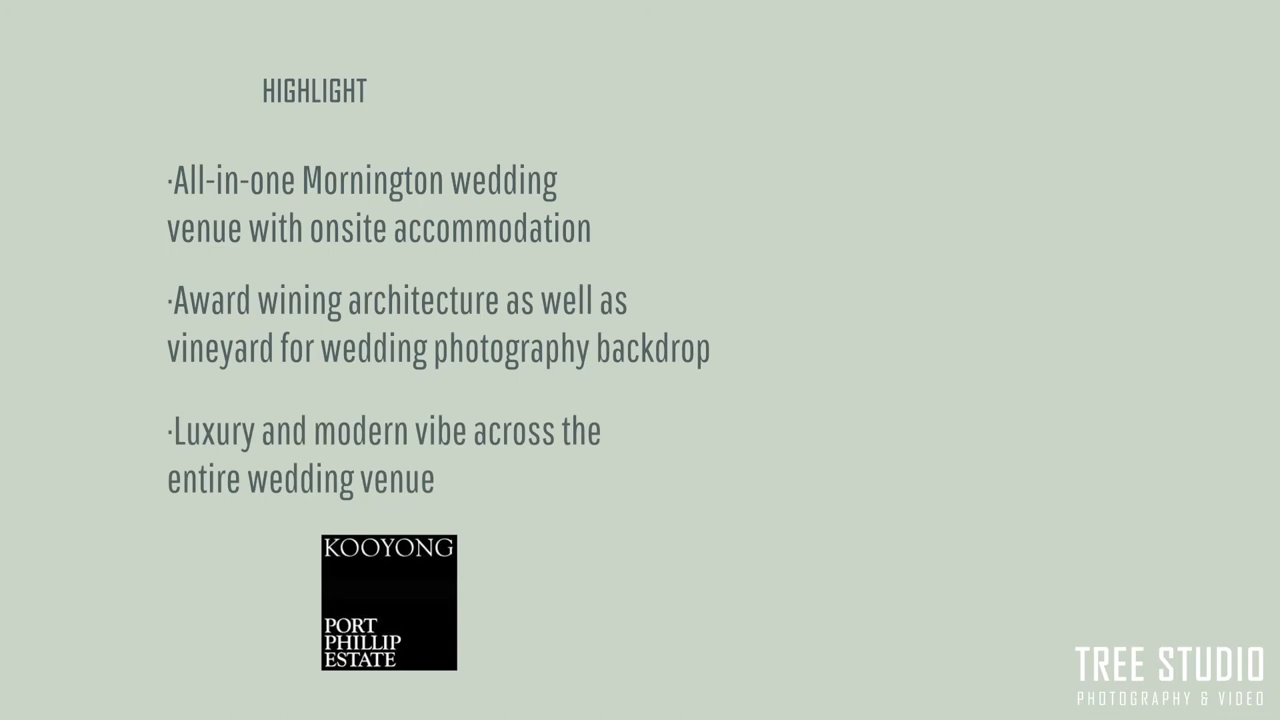 HIGHLIGHT
·All-in-one Mornington wedding
venue with onsite accommodation
·Award wining architecture as well as
vineyard for wedding photography backdrop
·Luxury and modern vibe across the
entire wedding venue
KOOYONG
PORT
PHILLIP
ESTATE
TREE STUDIO
PHOTOGRAPHY & VIDEO